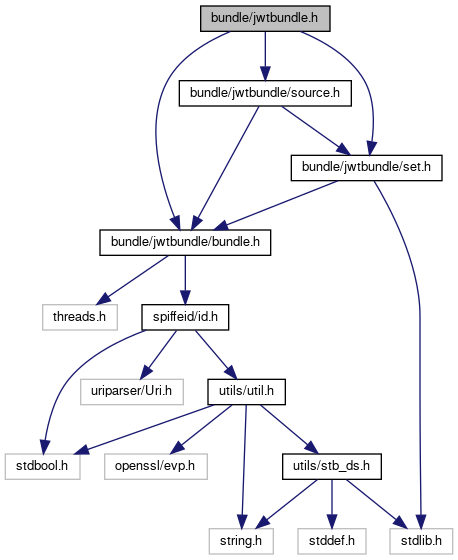 bundle/jwtbundle.h
bundle/jwtbundle/source.h
bundle/jwtbundle/set.h
bundle/jwtbundle/bundle.h
threads.h
spiffeid/id.h
uriparser/Uri.h
utils/util.h
stdbool.h
openssl/evp.h
utils/stb_ds.h
string.h
stddef.h
stdlib.h